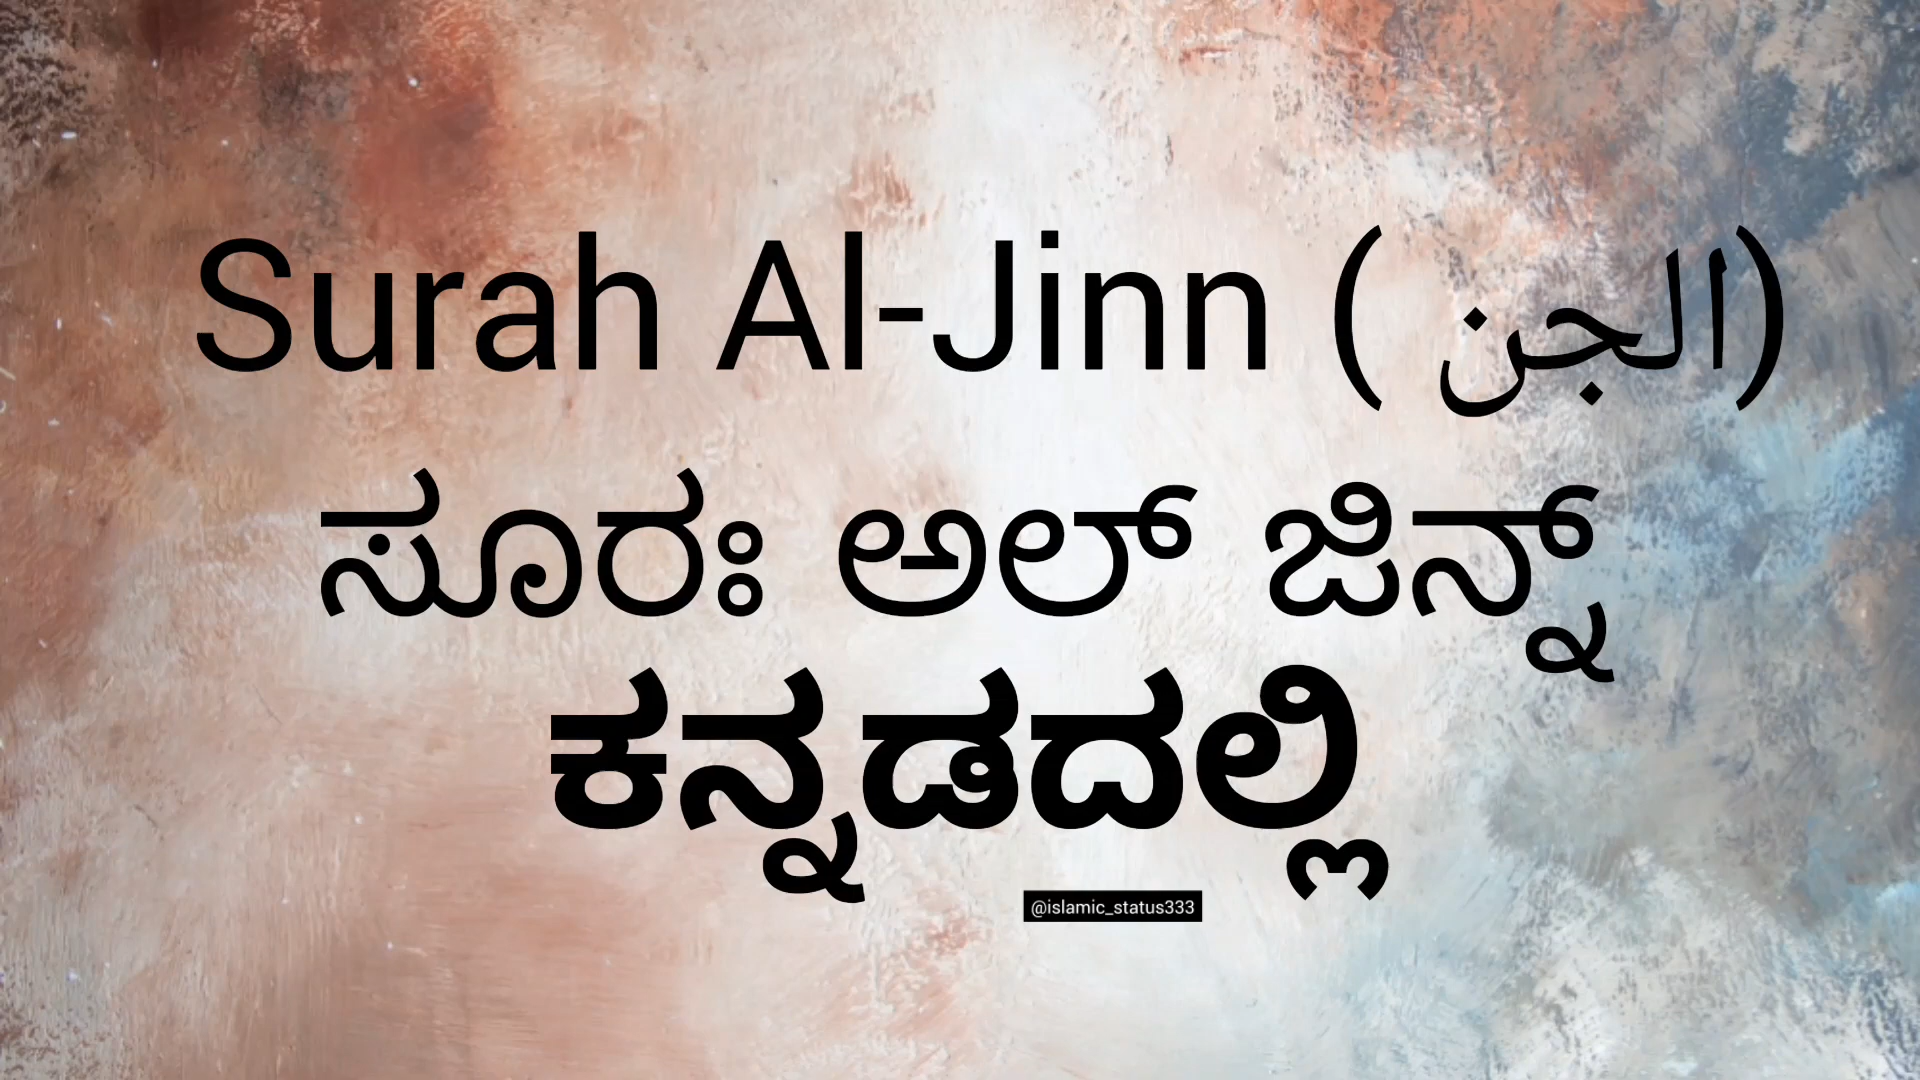 Surah Al-Jinn ( الجن)
ಸೂರಃ ಅಲ್ ಜಿನ್ನ್
ಕನ್ನಡದಲ್ಲಿ
@islamic_status333